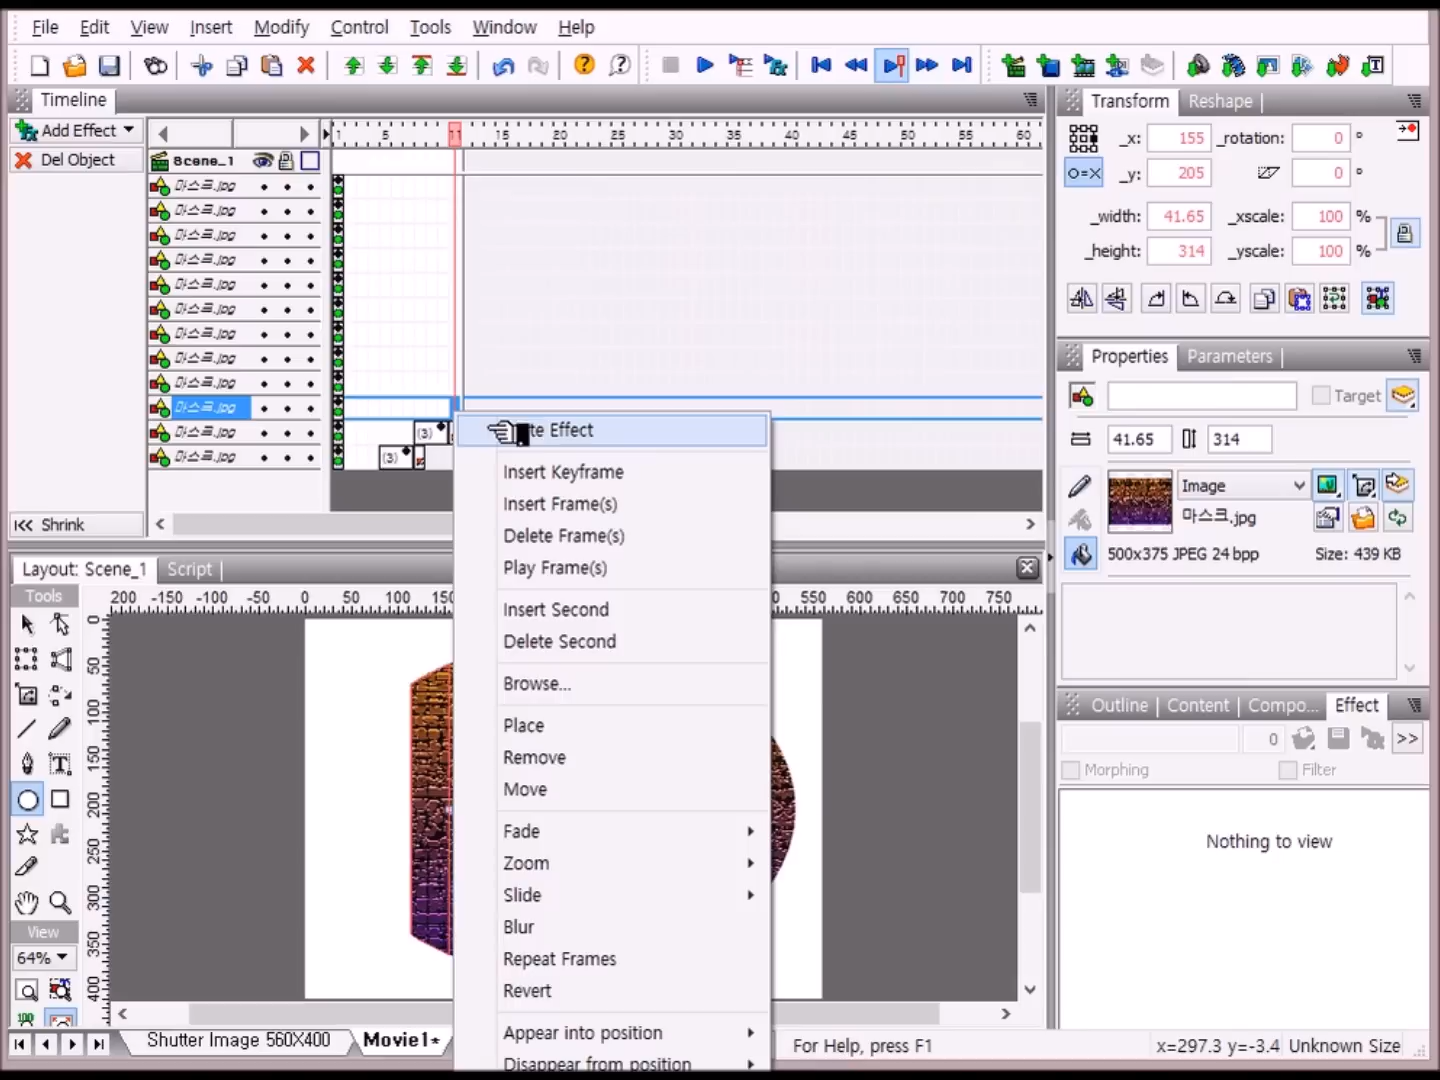 File Edit View Insert Modify Control Tools Window Help
Timeline
Add Effect
1 5 11 15 20 25 30 35 40 45 50 55 60
Del Object
Scene_1
마스크.jpg
마스크.jpg
마스크.jpg
마스크.jpg
마스크.jpg
마스크.jpg
마스크.jpg
마스크.jpg
마스크.jpg
마스크.jpg
마스크.jpg (3)
마스크.jpg (3)
Shrink
te Effect
Insert Keyframe
Insert Frame(s)
Delete Frame(s)
Play Frame(s)
Insert Second
Delete Second
Browse...
Place
Remove
Move
Fade
Zoom
Slide
Blur
Repeat Frames
Revert
Appear into position
Disappear from position
Layout: Scene_1 Script
Tools
200 -150 -100 -50 0 50 100 150 550 600 650 700 750
0 50 100 150 200 250 300 350 400
View
64%
100
Shutter Image 560X400 Movie1*
For Help, press F1 x=297.3 y=-3.4 Unknown Size
Transform Reshape
_x: 155 _rotation: 0 °
_y: 205 0 °
_width: 41.65 _xscale: 100 %
_height: 314 _yscale: 100 %
Properties Parameters
Target
41.65 314
Image
마스크.jpg
500x375 JPEG 24 bpp Size: 439 KB
Outline Content Compo... Effect
0 >>
Morphing Filter
Nothing to view